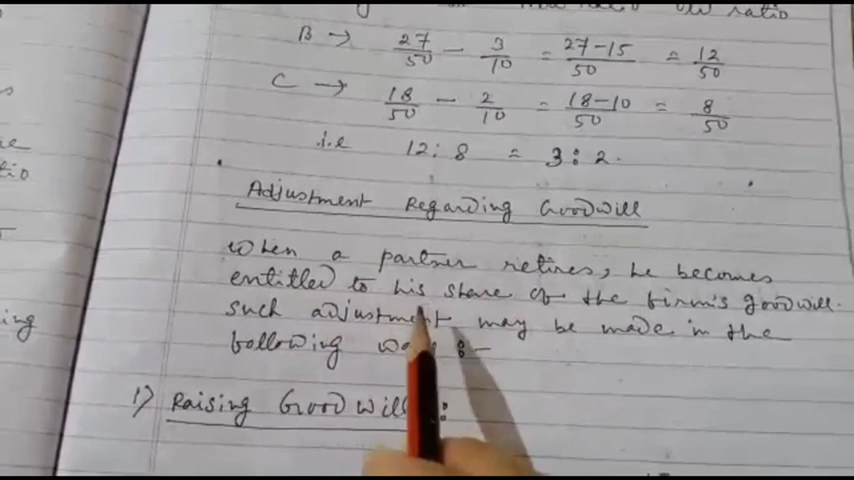 ratio
B → 27/50 - 3/10 = 27-15/50 = 12/50
C → 18/50 - 2/10 = 18-10/50 = 8/50
i.e 12:8 = 3:2.
Adjustment Regarding Goodwill
When a partner retires, he becomes
entitled to his share of the firm's goodwill.
such adjustment may be made in the
following :-
1) Raising Goodwill :